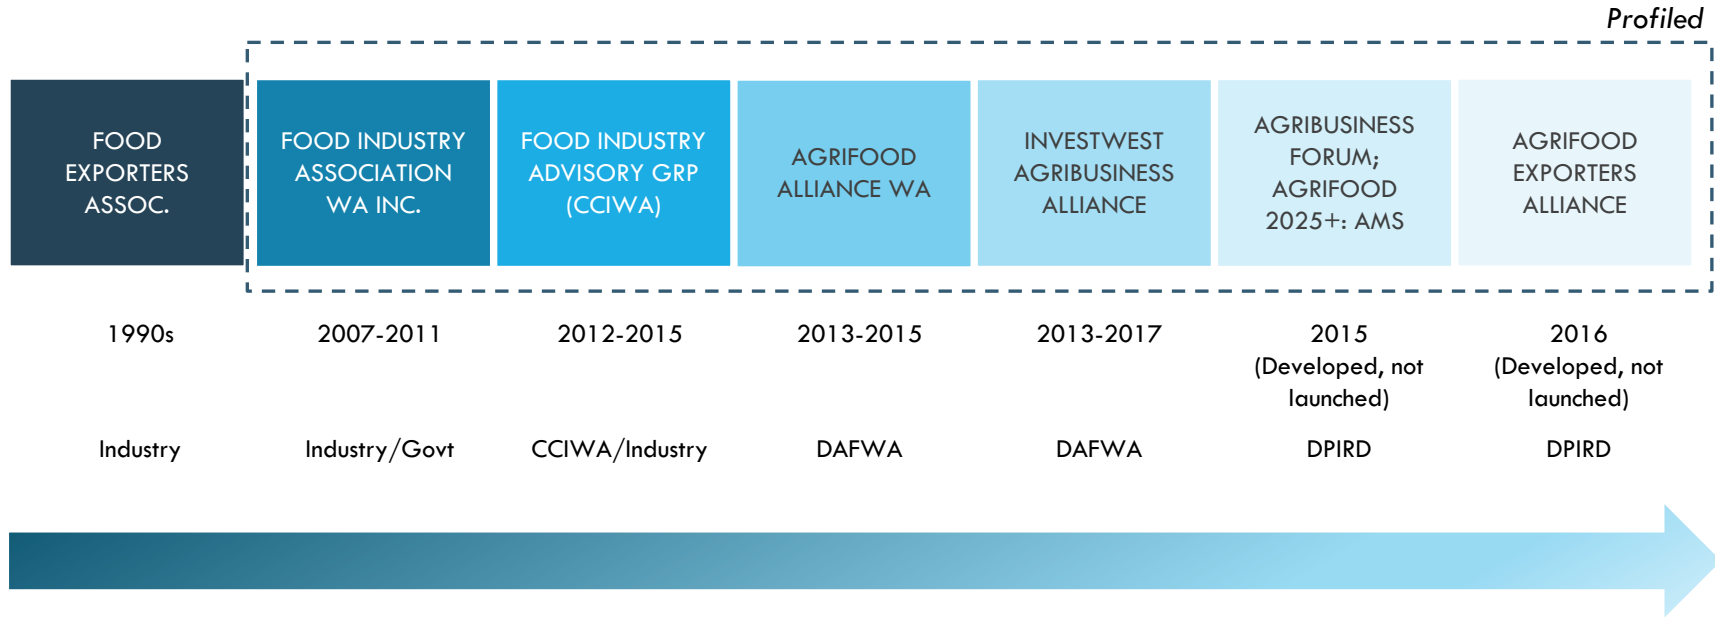 Profiled
FOOD
EXPORTERS
ASSOC.
FOOD INDUSTRY
ASSOCIATION
WA INC.
FOOD INDUSTRY
ADVISORY GRP
(CCIWA)
AGRIFOOD
ALLIANCE WA
INVESTWEST
AGRIBUSINESS
ALLIANCE
AGRIBUSINESS
FORUM;
AGRIFOOD
2025+: AMS
AGRIFOOD
EXPORTERS
ALLIANCE
1990s
2007-2011
2012-2015
2013-2015
2013-2017
2015
(Developed, not
launched)
2016
(Developed, not
launched)
Industry
Industry/Govt
CCIWA/Industry
DAFWA
DAFWA
DPIRD
DPIRD